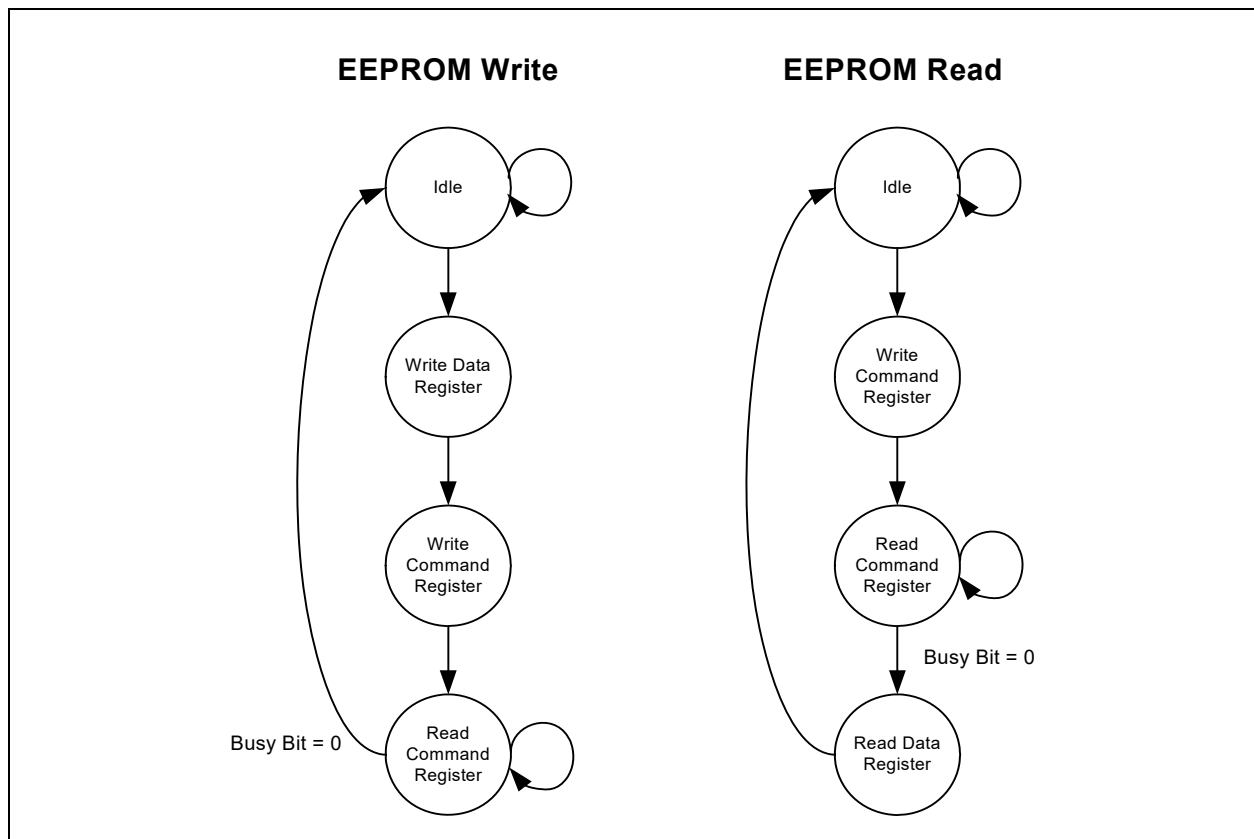 EEPROM Write
Idle
Write Data
Register
Write
Command
Register
Read
Command
Register
Busy Bit = 0
EEPROM Read
Idle
Write
Command
Register
Read
Command
Register
Busy Bit = 0
Read Data
Register